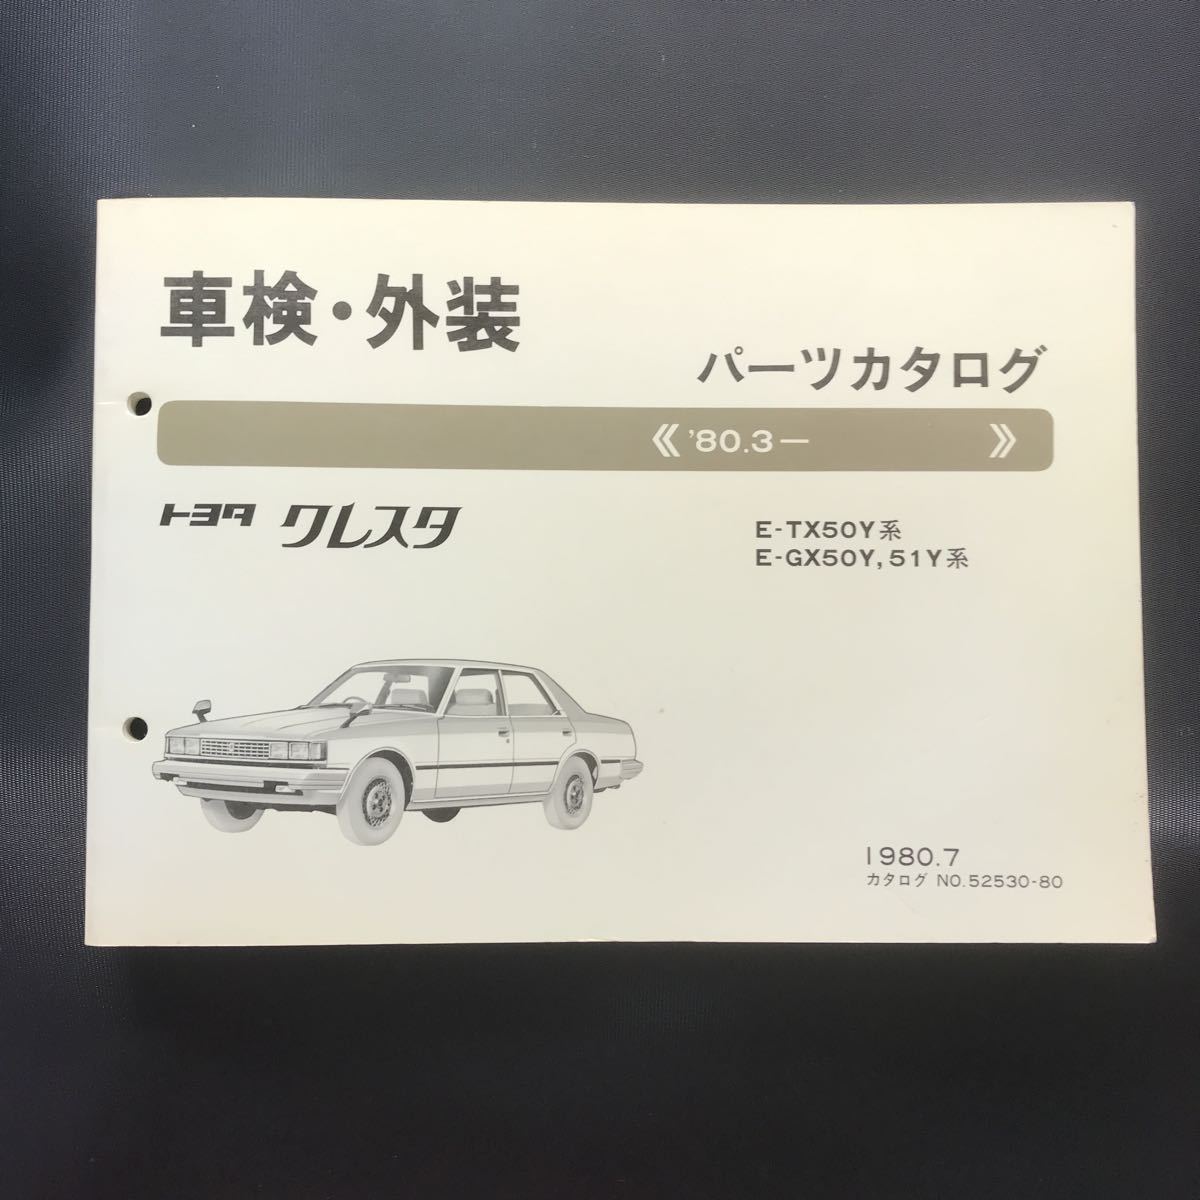 車検・外装
パーツカタログ
《 '80.3― 》
トヨタ クレスタ
E-TX50Y系
E-GX50Y, 51Y系
1980.7
カタログ NO.52530-80